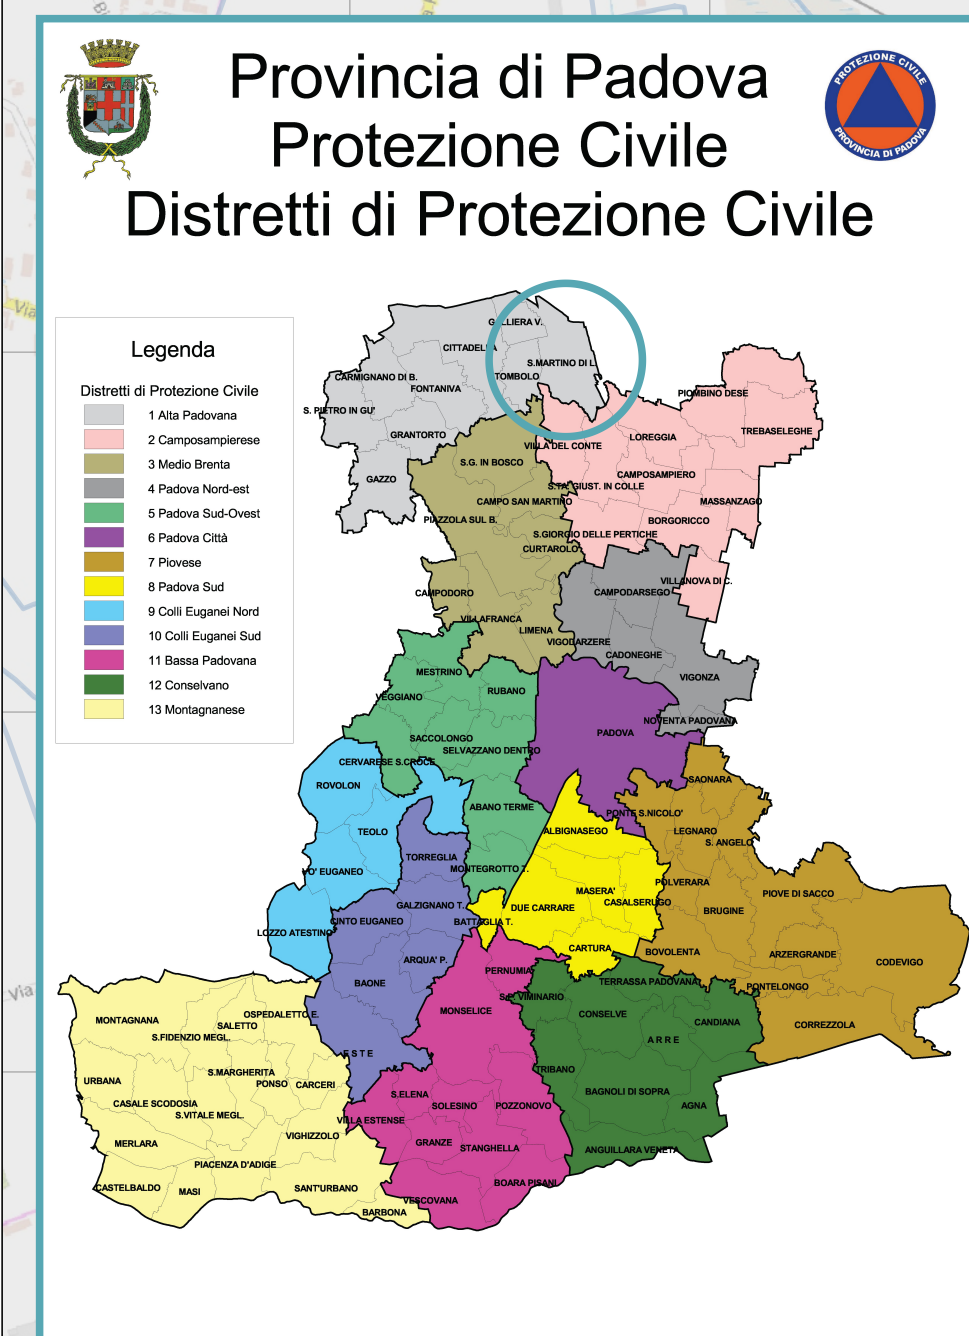 Provincia di Padova
Protezione Civile
Distretti di Protezione Civile
PROTEZIONE CIVILE
PROVINCIA DI PADOVA
Via
Legenda
Distretti di Protezione Civile
1 Alta Padovana
2 Camposampierese
3 Medio Brenta
4 Padova Nord-est
5 Padova Sud-Ovest
6 Padova Città
7 Piovese
8 Padova Sud
9 Colli Euganei Nord
10 Colli Euganei Sud
11 Bassa Padovana
12 Conselvano
13 Montagnanese
GALLIERA V.
CITTADELLA
S.MARTINO DI L.
TOMBOLO
CARMIGNANO DI B.
FONTANIVA
S. PIETRO IN GU'
GRANTORTO
GAZZO
PIOMBINO DESE
TREBASELEGHE
LOREGGIA
VILLA DEL CONTE
S.G. IN BOSCO
CAMPOSAMPIERO
S.TA. GIUST. IN COLLE
CAMPO SAN MARTINO
MASSANZAGO
PIAZZOLA SUL B.
BORGORICCO
S.GIORGIO DELLE PERTICHE
CURTAROLO
VILLANOVA DI C.
CAMPODARSEGO
CAMPODORO
VILLAFRANCA
LIMENA
VIGODARZERE
CADONEGHE
VIGONZA
MESTRINO
RUBANO
VEGGIANO
NOVENTA PADOVANA
PADOVA
SACCOLONGO
SELVAZZANO DENTRO
CERVARESE S.CROCE
ROVOLON
SAONARA
ABANO TERME
PONTE S.NICOLO'
TEOLO
ALBIGNASEGO
LEGNARO
S. ANGELO
TORREGLIA
MONTEGROTTO T.
VO' EUGANEO
POLVERARA
MASERA'
PIOVE DI SACCO
CASALSERUGO
GALZIGNANO T.
DUE CARRARE
BRUGINE
CINTO EUGANEO
BATTAGLIA T.
LOZZO ATESTINO
CARTURA
BOVOLENTA
ARZERGRANDE
ARQUA' P.
CODEVIGO
PERNUMIA
BAONE
TERRASSA PADOVANA
PONTELONGO
Via
S.P. VIMINARIO
MONSELICE
CONSELVE
OSPEDALETTO E.
MONTAGNANA
SALETTO
CANDIANA
CORREZZOLA
S.FIDENZIO MEGL.
ARRE
ESTE
S.MARGHERITA
TRIBANO
URBANA
PONSO
CARCERI
S.ELENA
BAGNOLI DI SOPRA
CASALE SCODOSIA
SOLESINO
POZZONOVO
AGNA
S.VITALE MEGL.
VILLA ESTENSE
VIGHIZZOLO
MERLARA
GRANZE
STANGHELLA
ANGUILLARA VENETA
PIACENZA D'ADIGE
BOARA PISANI
CASTELBALDO
MASI
SANT'URBANO
VESCOVANA
BARBONA